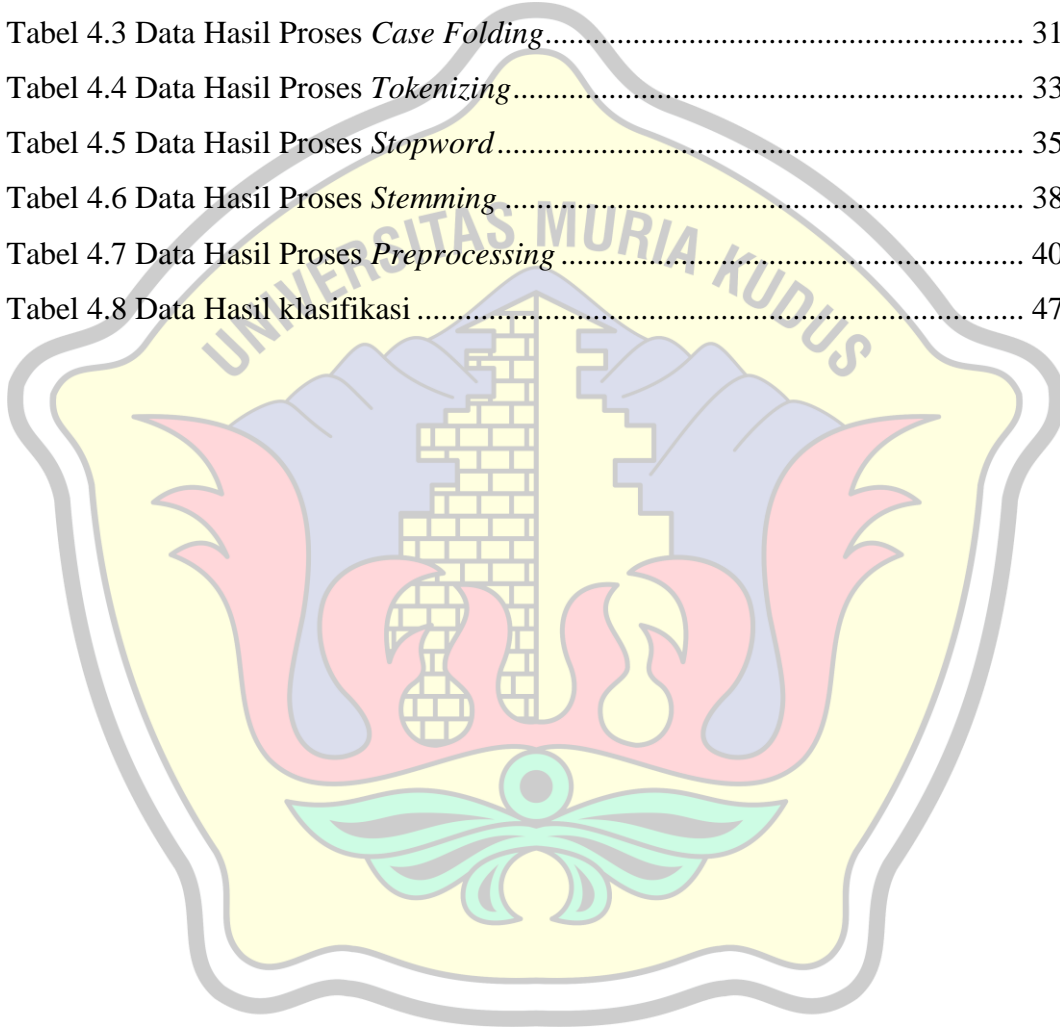 Tabel 4.3 Data Hasil Proses Case Folding.......................................................... 31
Tabel 4.4 Data Hasil Proses Tokenizing.............................................................. 33
Tabel 4.5 Data Hasil Proses Stopword................................................................ 35
Tabel 4.6 Data Hasil Proses Stemming............................................................... 38
Tabel 4.7 Data Hasil Proses Preprocessing........................................................ 40
Tabel 4.8 Data Hasil klasifikasi.......................................................................... 47
UNIVERSITAS MURIA KUDUS